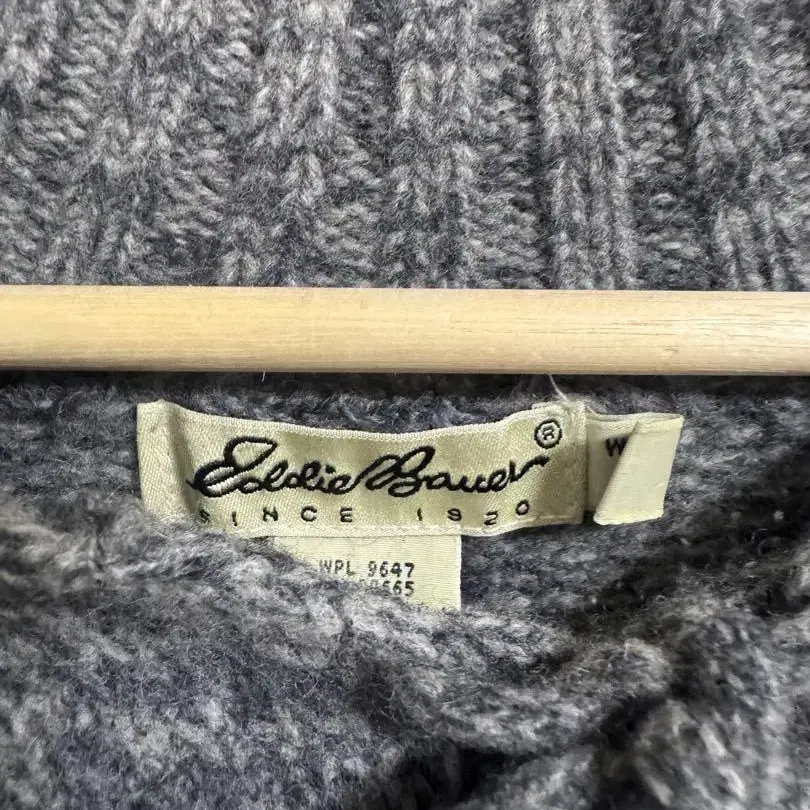 Eddie Bauer®
SINCE 1920
W
WPL 9647